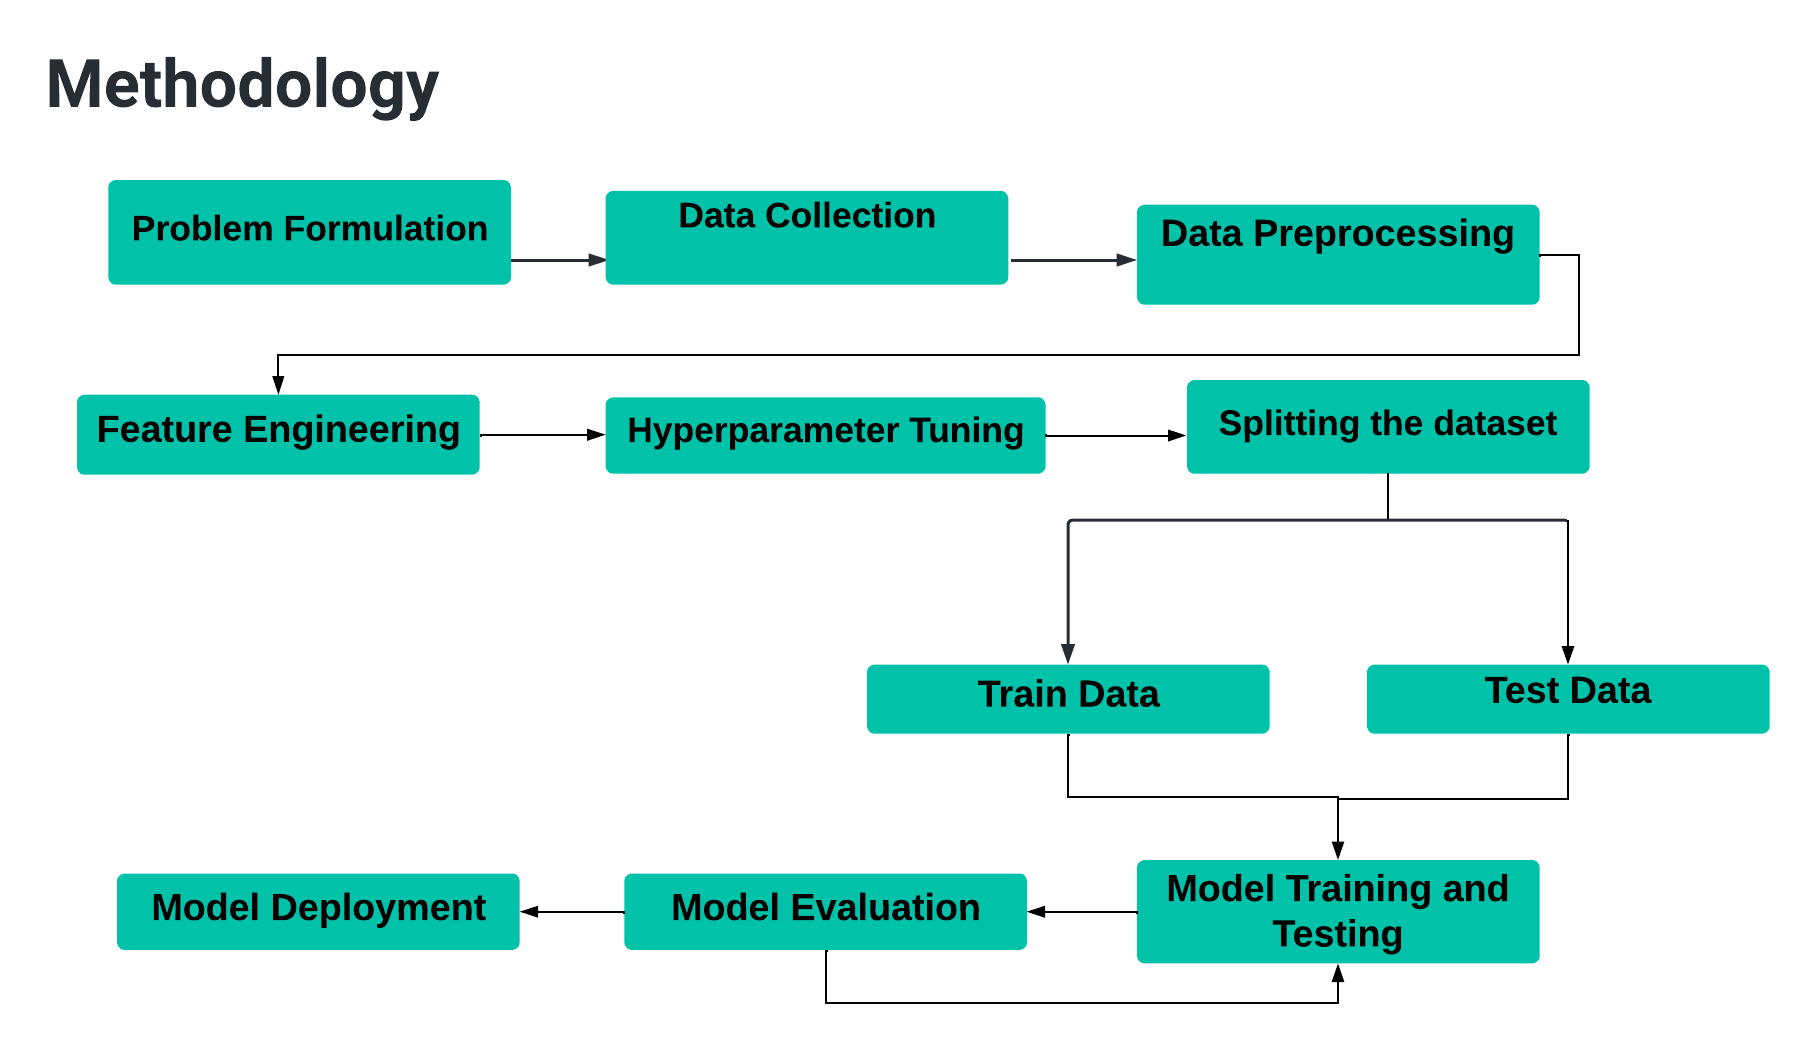 Methodology
Problem Formulation
Data Collection
Data Preprocessing
Feature Engineering
Hyperparameter Tuning
Splitting the dataset
Train Data
Test Data
Model Deployment
Model Evaluation
Model Training and
Testing